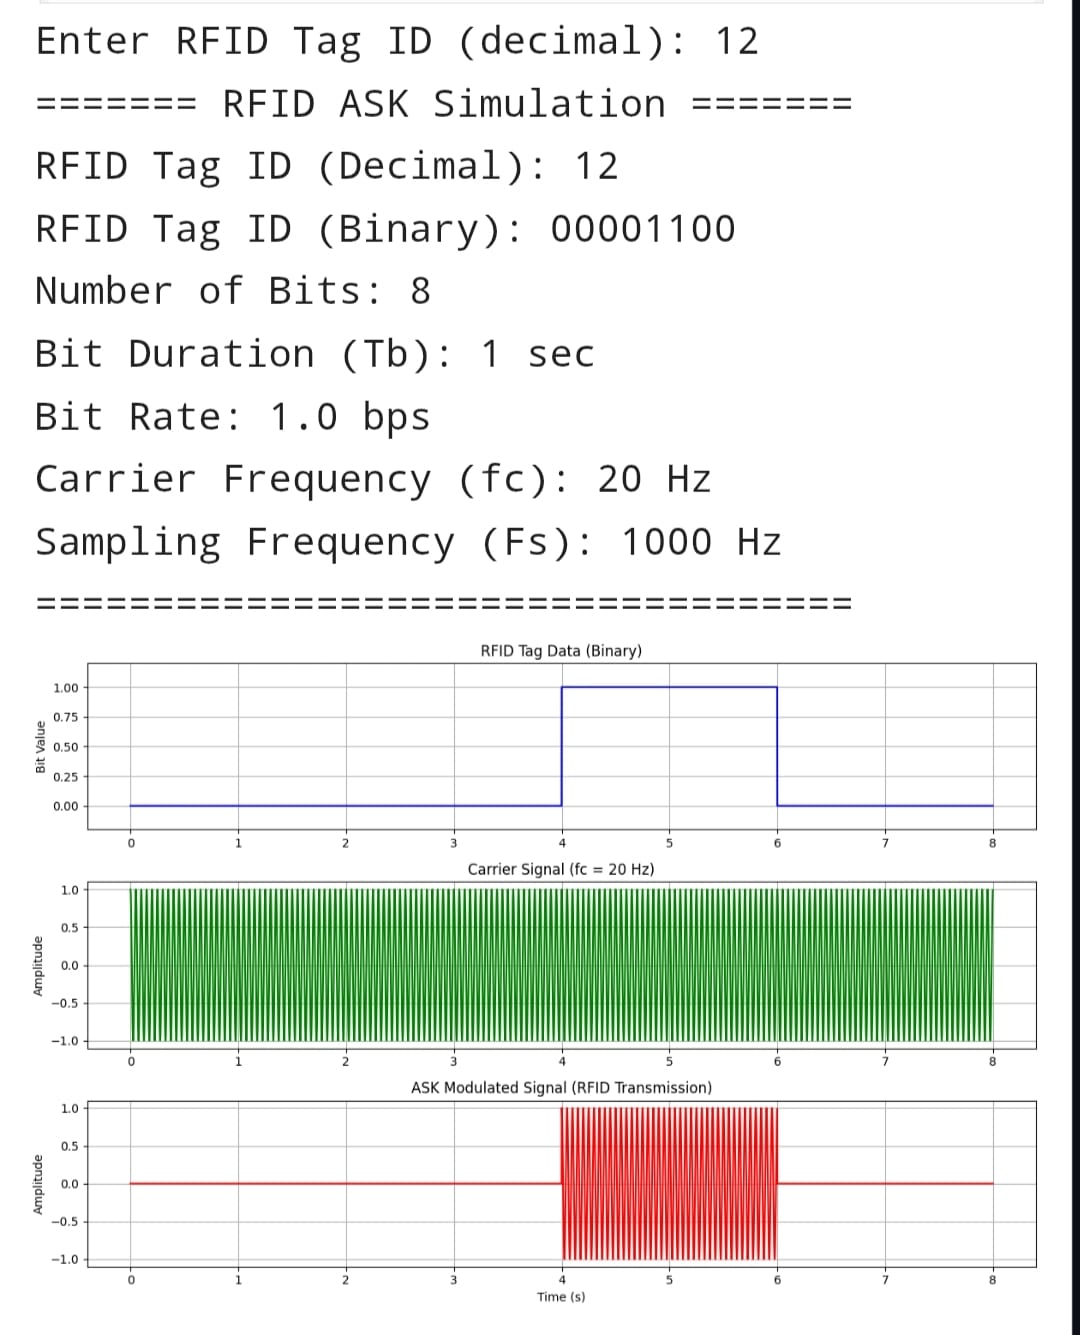 Enter RFID Tag ID (decimal): 12
======= RFID ASK Simulation =======
RFID Tag ID (Decimal): 12
RFID Tag ID (Binary): 00001100
Number of Bits: 8
Bit Duration (Tb): 1 sec
Bit Rate: 1.0 bps
Carrier Frequency (fc): 20 Hz
Sampling Frequency (Fs): 1000 Hz
===================================
RFID Tag Data (Binary)
Bit Value
1.00
0.75
0.50
0.25
0.00
0 1 2 3 4 5 6 7 8
Carrier Signal (fc = 20 Hz)
Amplitude
1.0
0.5
0.0
−0.5
−1.0
0 1 2 3 4 5 6 7 8
ASK Modulated Signal (RFID Transmission)
Amplitude
1.0
0.5
0.0
−0.5
−1.0
0 1 2 3 4 5 6 7 8
Time (s)